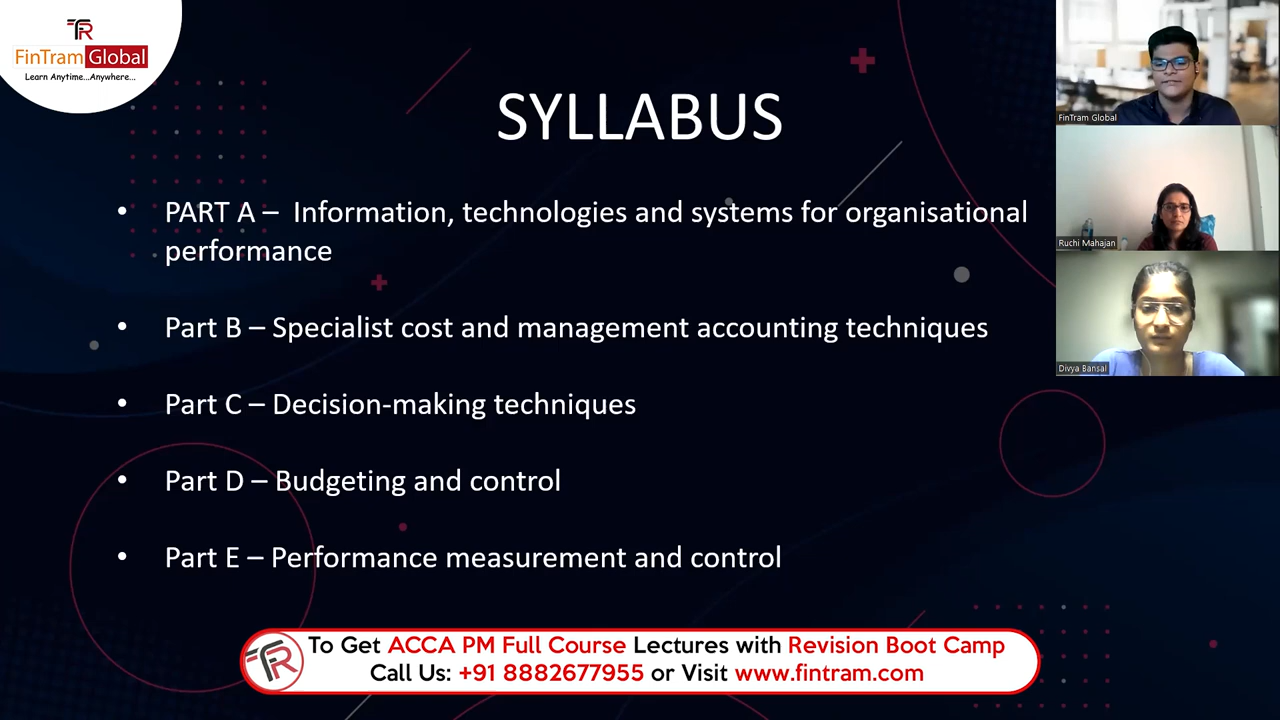 FR
FinTram Global
Learn Anytime...Anywhere...
SYLLABUS
• PART A – Information, technologies and systems for organisational
performance
• Part B – Specialist cost and management accounting techniques
• Part C – Decision-making techniques
• Part D – Budgeting and control
• Part E – Performance measurement and control
FinTram Global
Ruchi Mahajan
Divya Bansal
FR
To Get ACCA PM Full Course Lectures with Revision Boot Camp
Call Us: +91 8882677955 or Visit www.fintram.com